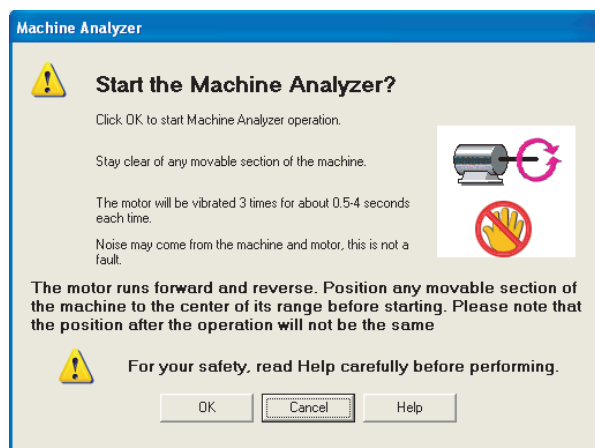 Machine Analyzer
Start the Machine Analyzer?
Click OK to start Machine Analyzer operation.
Stay clear of any movable section of the machine.
The motor will be vibrated 3 times for about 0.5-4 seconds
each time.
Noise may come from the machine and motor, this is not a
fault.
The motor runs forward and reverse. Position any movable section of
the machine to the center of its range before starting. Please note that
the position after the operation will not be the same
For your safety, read Help carefully before performing.
OK Cancel Help